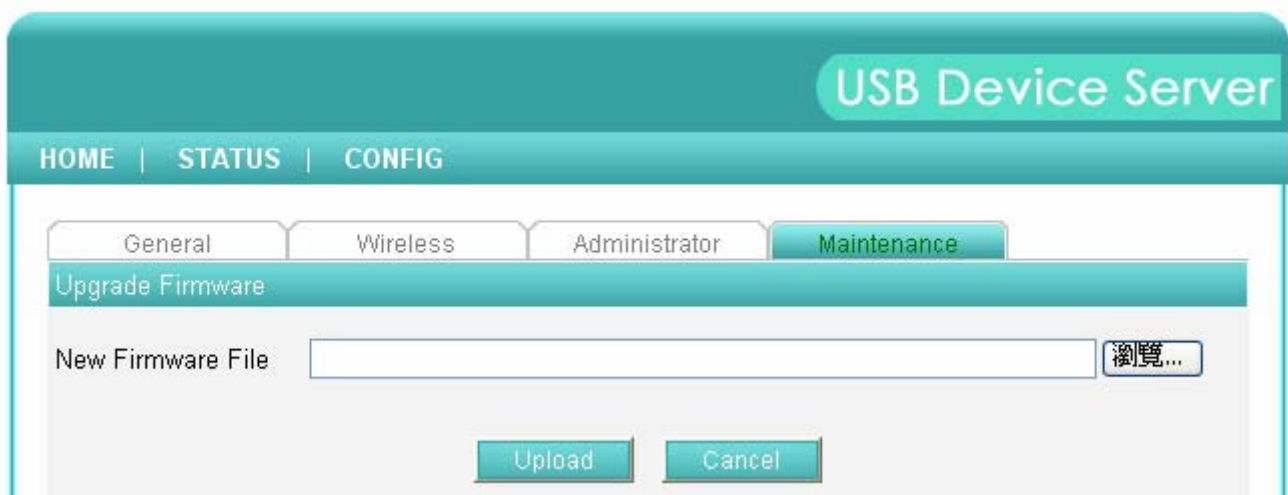 USB Device Server
HOME | STATUS | CONFIG
General Wireless Administrator Maintenance
Upgrade Firmware
New Firmware File 瀏覽...
Upload Cancel